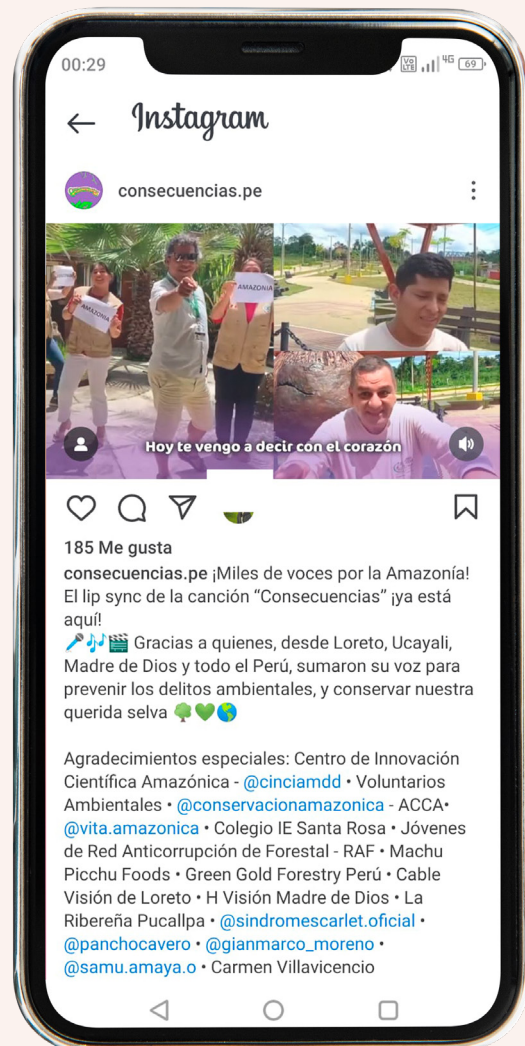 00:29
Vo LTE 4G 69
Instagram
consecuencias.pe
AMAZONIA
AMAZONIA
Hoy te vengo a decir con el corazón
185 Me gusta
consecuencias.pe ¡Miles de voces por la Amazonía!
El lip sync de la canción “Consecuencias” ¡ya está
aquí!
🎤🎶🎬 Gracias a quienes, desde Loreto, Ucayali,
Madre de Dios y todo el Perú, sumaron su voz para
prevenir los delitos ambientales, y conservar nuestra
querida selva 🌳💚🌎
Agradecimientos especiales: Centro de Innovación
Científica Amazónica - @cinciamdd • Voluntarios
Ambientales • @conservacionamazonica - ACCA•
@vita.amazonica • Colegio IE Santa Rosa • Jóvenes
de Red Anticorrupción de Forestal - RAF • Machu
Picchu Foods • Green Gold Forestry Perú • Cable
Visión de Loreto • H Visión Madre de Dios • La
Ribereña Pucallpa • @sindromescarlet.oficial •
@panchocavero • @gianmarco_moreno •
@samu.amaya.o • Carmen Villavicencio